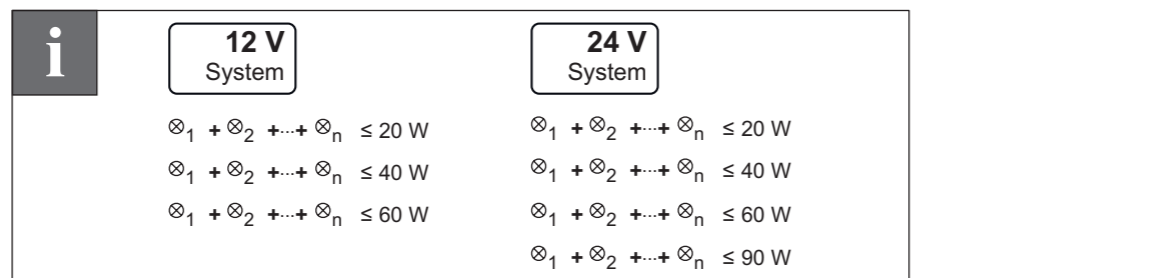 i
12 V
System
⊗1 + ⊗2 +...+ ⊗n ≤ 20 W
⊗1 + ⊗2 +...+ ⊗n ≤ 40 W
⊗1 + ⊗2 +...+ ⊗n ≤ 60 W
24 V
System
⊗1 + ⊗2 +...+ ⊗n ≤ 20 W
⊗1 + ⊗2 +...+ ⊗n ≤ 40 W
⊗1 + ⊗2 +...+ ⊗n ≤ 60 W
⊗1 + ⊗2 +...+ ⊗n ≤ 90 W